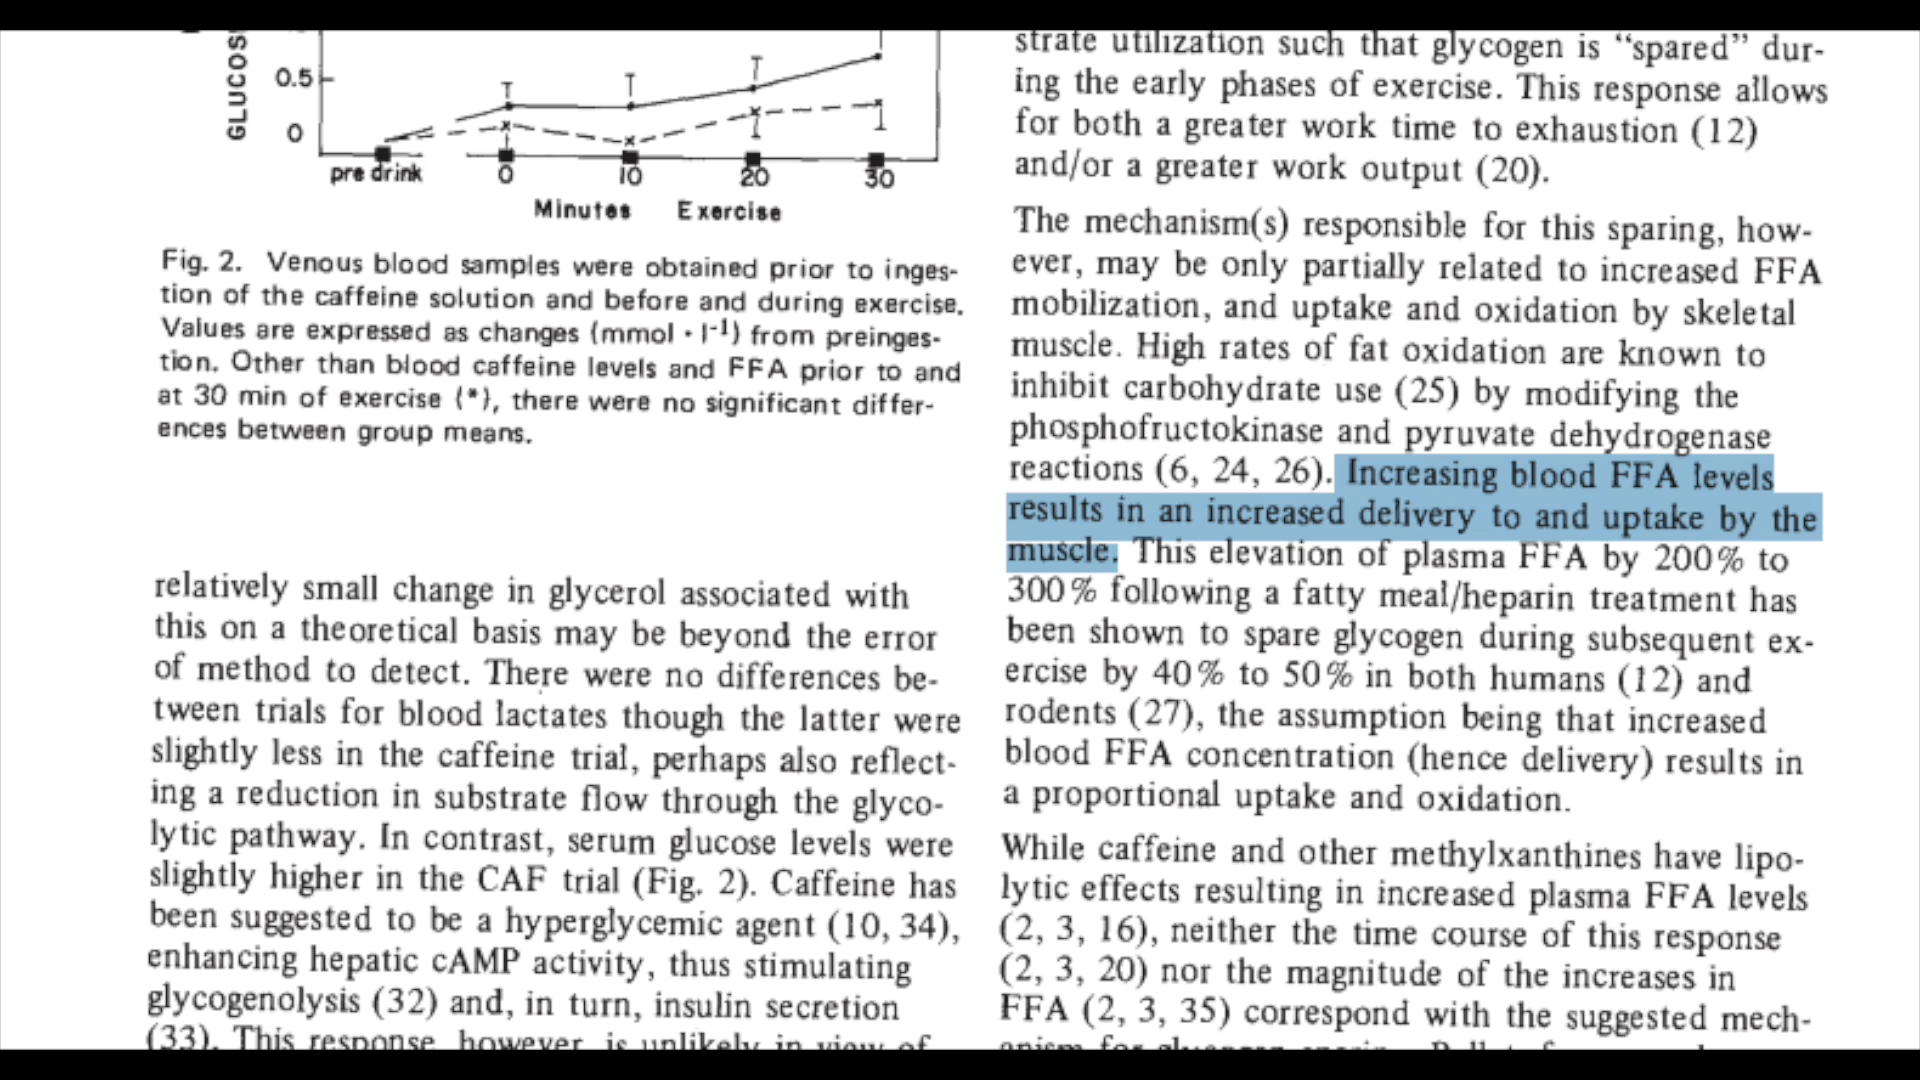 GLUCOS
0.5
0
pre drink 0 10 20 30
Minutes Exercise
Fig. 2. Venous blood samples were obtained prior to inges-
tion of the caffeine solution and before and during exercise.
Values are expressed as changes (mmol · l⁻¹) from preinges-
tion. Other than blood caffeine levels and FFA prior to and
at 30 min of exercise (*), there were no significant differ-
ences between group means.
relatively small change in glycerol associated with
this on a theoretical basis may be beyond the error
of method to detect. There were no differences be-
tween trials for blood lactates though the latter were
slightly less in the caffeine trial, perhaps also reflect-
ing a reduction in substrate flow through the glyco-
lytic pathway. In contrast, serum glucose levels were
slightly higher in the CAF trial (Fig. 2). Caffeine has
been suggested to be a hyperglycemic agent (10, 34),
enhancing hepatic cAMP activity, thus stimulating
glycogenolysis (32) and, in turn, insulin secretion
(33). This response, however, is unlikely in view of
strate utilization such that glycogen is “spared” dur-
ing the early phases of exercise. This response allows
for both a greater work time to exhaustion (12)
and/or a greater work output (20).
The mechanism(s) responsible for this sparing, how-
ever, may be only partially related to increased FFA
mobilization, and uptake and oxidation by skeletal
muscle. High rates of fat oxidation are known to
inhibit carbohydrate use (25) by modifying the
phosphofructokinase and pyruvate dehydrogenase
reactions (6, 24, 26). Increasing blood FFA levels
results in an increased delivery to and uptake by the
muscle. This elevation of plasma FFA by 200% to
300% following a fatty meal/heparin treatment has
been shown to spare glycogen during subsequent ex-
ercise by 40% to 50% in both humans (12) and
rodents (27), the assumption being that increased
blood FFA concentration (hence delivery) results in
a proportional uptake and oxidation.
While caffeine and other methylxanthines have lipo-
lytic effects resulting in increased plasma FFA levels
(2, 3, 16), neither the time course of this response
(2, 3, 20) nor the magnitude of the increases in
FFA (2, 3, 35) correspond with the suggested mech-